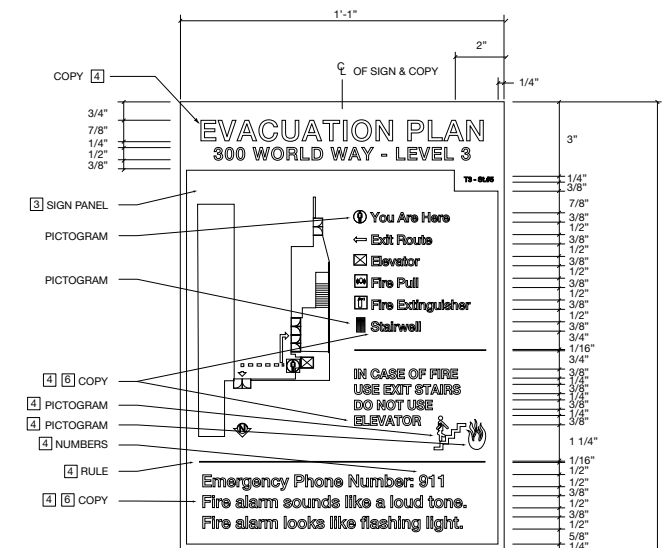 1'-1"
2"
℄ OF SIGN & COPY
1/4"
COPY 4
3/4"
7/8"
1/4"
1/2"
3/8"
EVACUATION PLAN
300 WORLD WAY - LEVEL 3
T3 - St.65
3 SIGN PANEL
PICTOGRAM
PICTOGRAM
4 6 COPY
4 PICTOGRAM
4 PICTOGRAM
4 NUMBERS
4 RULE
4 6 COPY
You Are Here
Exit Route
Elevator
Fire Pull
Fire Extinguisher
Stairwell
IN CASE OF FIRE
USE EXIT STAIRS
DO NOT USE
ELEVATOR
N
Emergency Phone Number: 911
Fire alarm sounds like a loud tone.
Fire alarm looks like flashing light.
3"
1/4"
3/8"
7/8"
3/8"
1/2"
3/8"
1/2"
3/8"
1/2"
3/8"
1/2"
3/8"
1/2"
3/8"
3/4"
1/16"
3/4"
3/8"
1/4"
3/8"
1/4"
3/8"
1/4"
3/8"
1 1/4"
1/16"
1/2"
1/2"
3/8"
1/2"
3/8"
1/2"
5/8"
1/4"